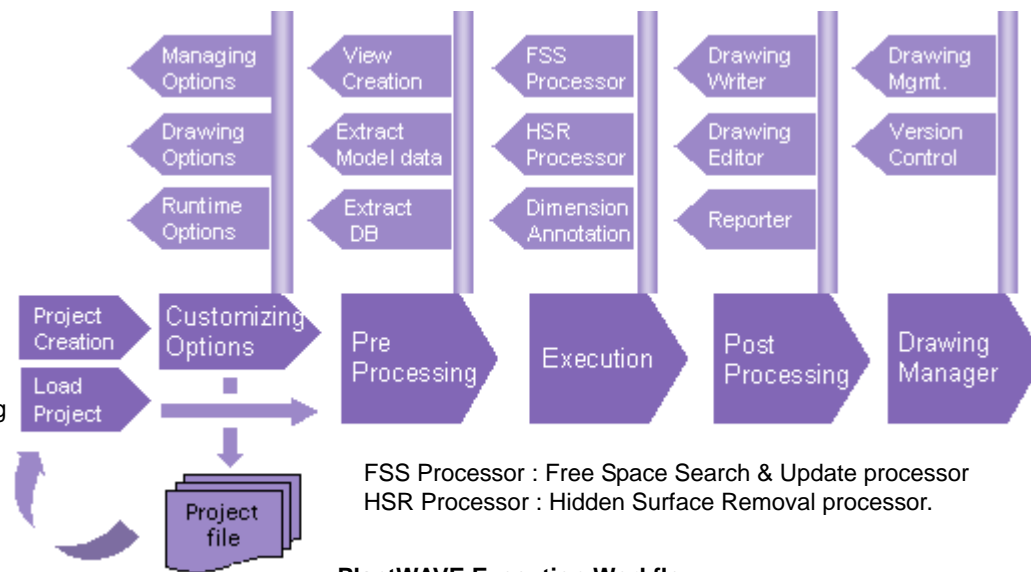 Managing
Options
View
Creation
FSS
Processor
Drawing
Writer
Drawing
Mgmt.
Drawing
Options
Extract
Model data
HSR
Processor
Drawing
Editor
Version
Control
Runtime
Options
Extract
DB
Dimension
Annotation
Reporter
Project
Creation
Customizing
Options
Pre
Processing
Execution
Post
Processing
Drawing
Manager
Load
Project
g
FSS Processor : Free Space Search & Update processor
HSR Processor : Hidden Surface Removal processor.
Project
file